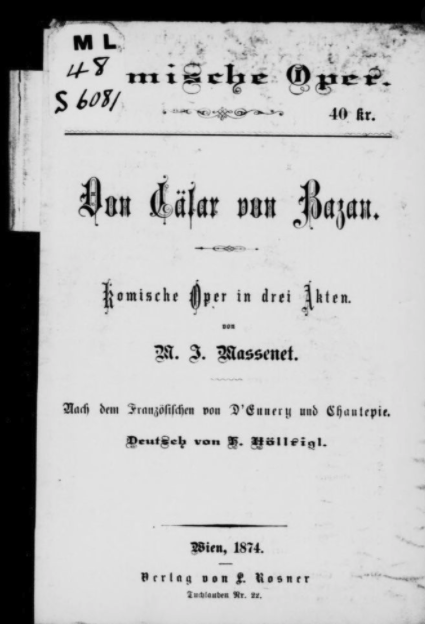 ML
48
S 6081
mische Oper.
40 kr.
Don Cäsar von Bazan.
Komische Oper in drei Akten.
von
M. J. Massenet.
Nach dem Französischen von D'Ennery und Chantepie.
Deutsch von
Wien, 1874.
Verlag von L. Rosner
Tuchlauben Nr. 22.